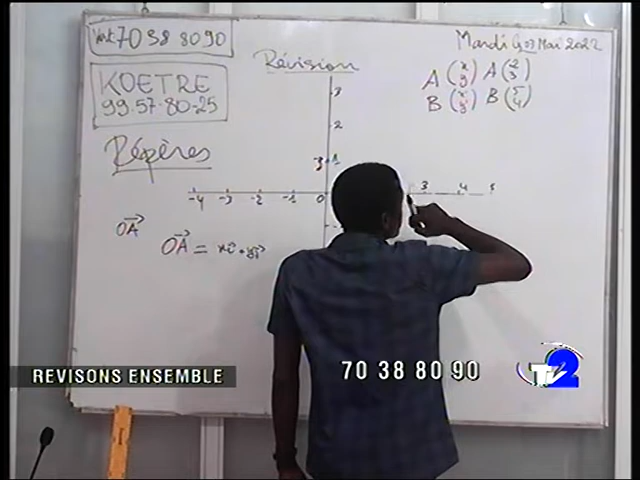 70 38 80 90
Mardi 03 Mai 2022
Révision
KOETRE
99-57-80-25
A (x y) A (2 3)
B (x y) B (5 4)
Répères
3
2
1
-4 -3 -2 -1 0 3 4 5
OA
OA = xi + yj
REVISONS ENSEMBLE
70 38 80 90
TV2